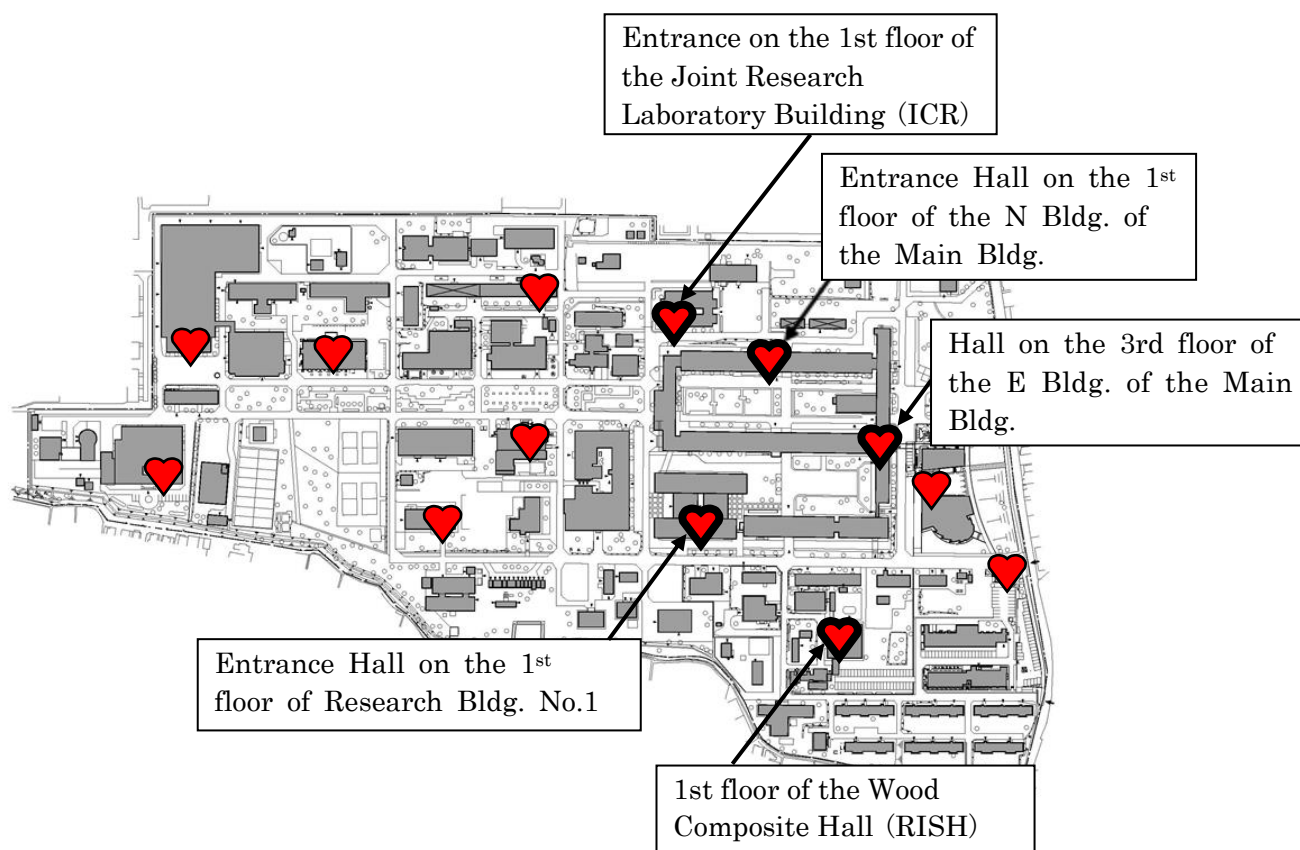 Entrance on the 1st floor of
the Joint Research
Laboratory Building (ICR)
Entrance Hall on the 1st
floor of the N Bldg. of
the Main Bldg.
Hall on the 3rd floor of
the E Bldg. of the Main
Bldg.
Entrance Hall on the 1st
floor of Research Bldg. No.1
1st floor of the Wood
Composite Hall (RISH)